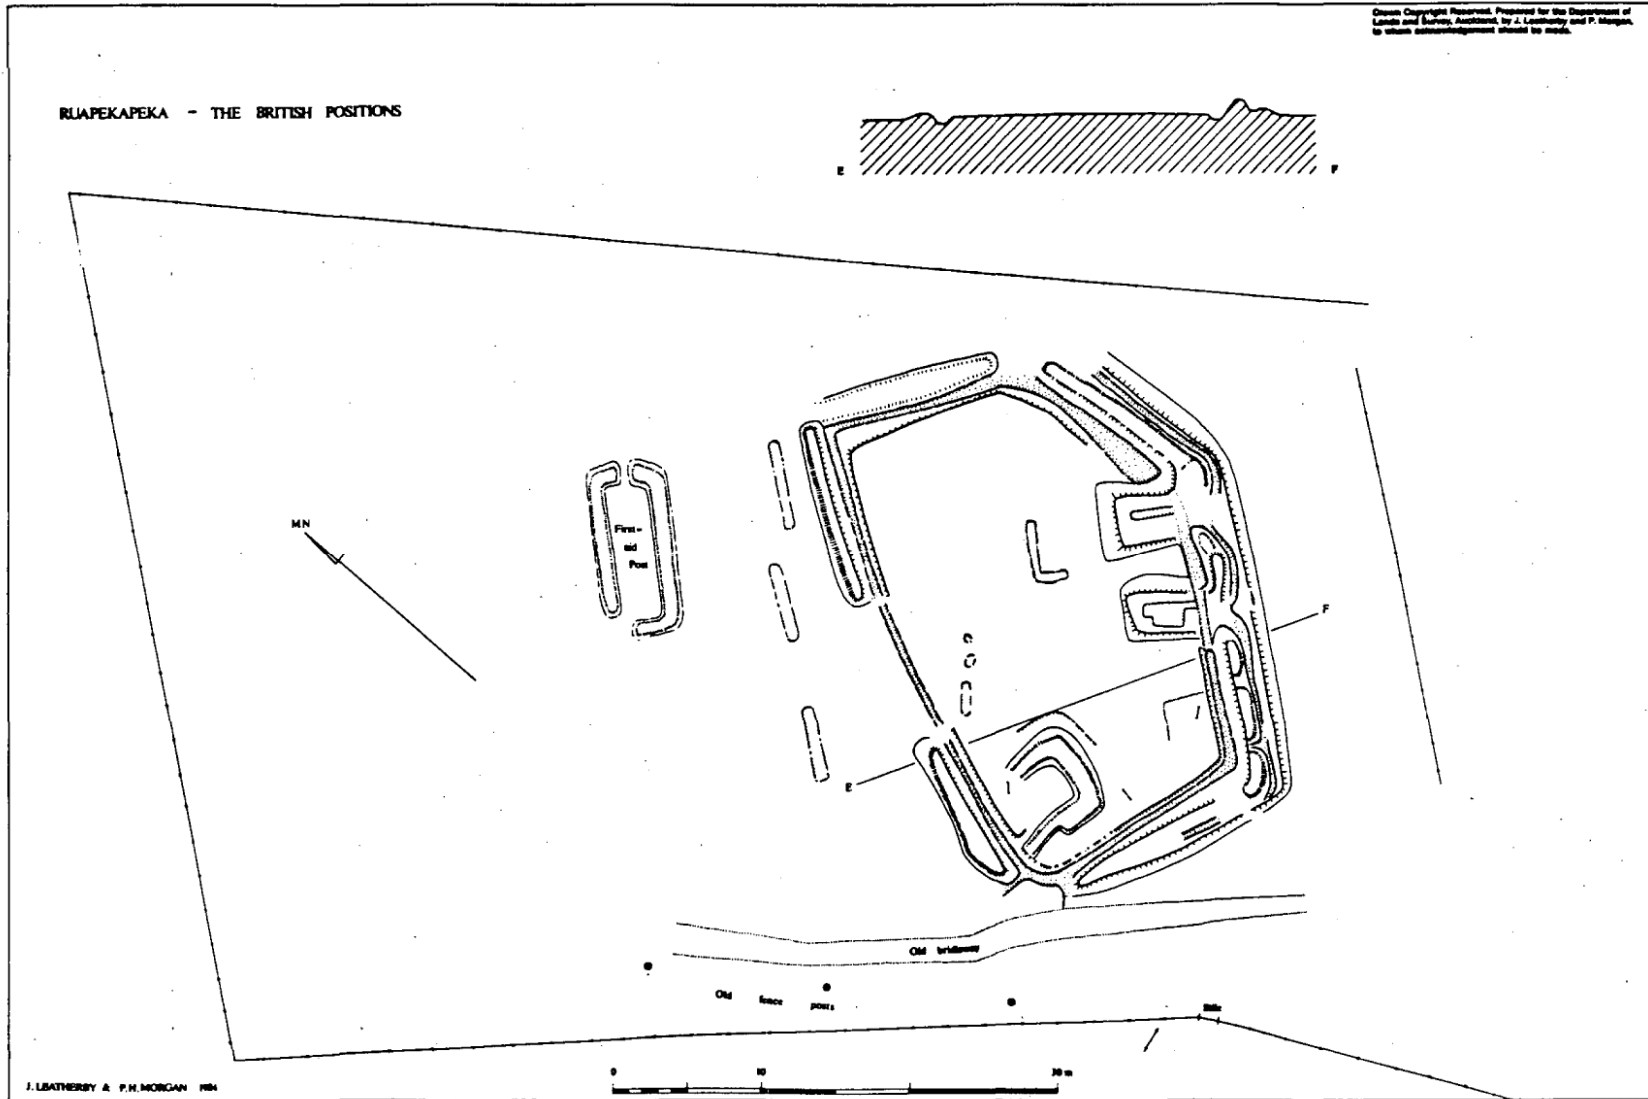 Crown Copyright Reserved. Prepared for the Department of
Lands and Survey, Auckland, by J. Leatherby and P. Morgan,
to whom acknowledgement should be made.
RUAPEKAPEKA - THE BRITISH POSITIONS
E F
MN
First-
aid
Post
F
E
Old bridleway
Old fence posts
Stile
0 10 30 m
J. LEATHERBY & P.H. MORGAN 1984